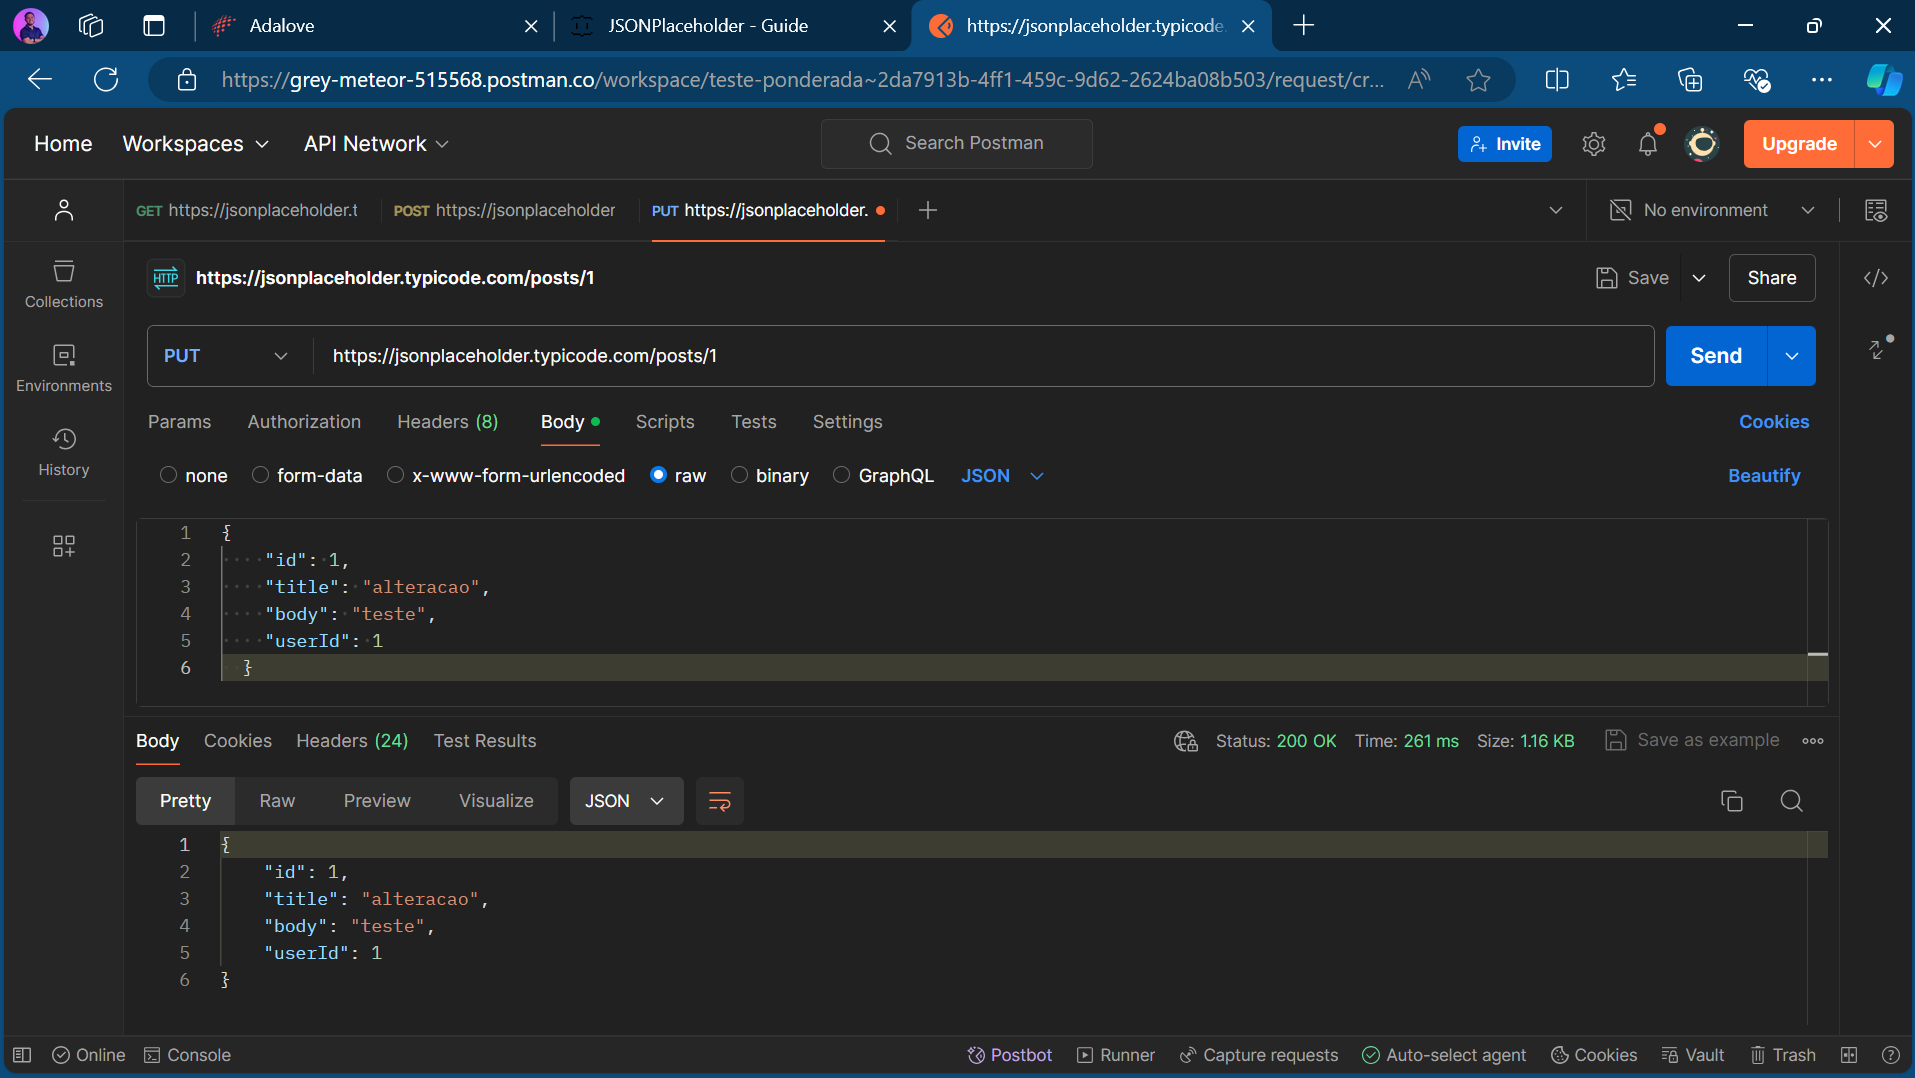 Adalove
JSONPlaceholder - Guide
https://jsonplaceholder.typicode.
https://grey-meteor-515568.postman.co/workspace/teste-ponderada~2da7913b-4ff1-459c-9d62-2624ba08b503/request/cr...
Home Workspaces API Network
Search Postman
Invite
Upgrade
GET https://jsonplaceholder.t
POST https://jsonplaceholder
PUT https://jsonplaceholder.
No environment
Collections
Environments
History
HTTP https://jsonplaceholder.typicode.com/posts/1
Save
Share
PUT https://jsonplaceholder.typicode.com/posts/1
Send
Params Authorization Headers (8) Body Scripts Tests Settings Cookies
none form-data x-www-form-urlencoded raw binary GraphQL JSON Beautify
1 {
2 "id": 1,
3 "title": "alteracao",
4 "body": "teste",
5 "userId": 1
6 }
Body Cookies Headers (24) Test Results
Status: 200 OK Time: 261 ms Size: 1.16 KB Save as example
Pretty Raw Preview Visualize JSON
1 {
2 "id": 1,
3 "title": "alteracao",
4 "body": "teste",
5 "userId": 1
6 }
Online Console Postbot Runner Capture requests Auto-select agent Cookies Vault Trash